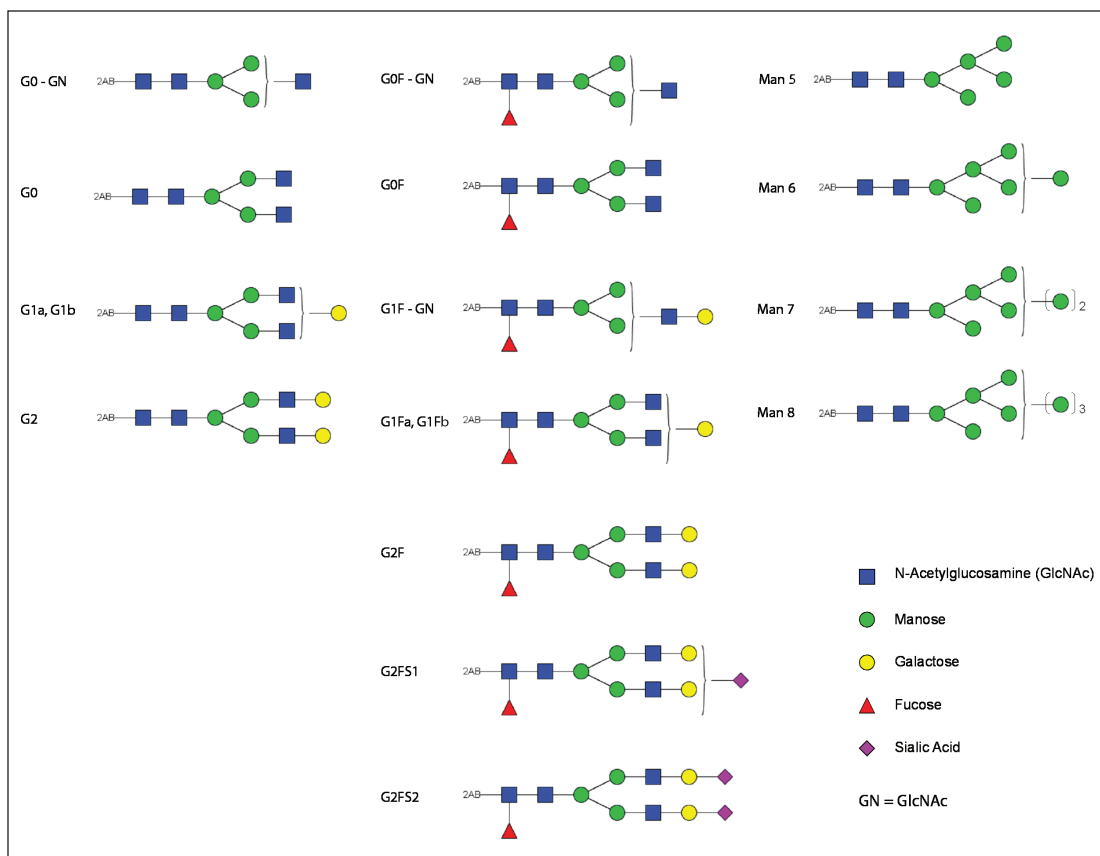 G0 - GN 2AB
G0F - GN 2AB
Man 5 2AB
G0 2AB
G0F 2AB
Man 6 2AB
G1a, G1b 2AB
G1F - GN 2AB
Man 7 2AB 2
G2 2AB
G1Fa, G1Fb 2AB
Man 8 2AB 3
G2F 2AB
G2FS1 2AB
G2FS2 2AB
N-Acetylglucosamine (GlcNAc)
Manose
Galactose
Fucose
Sialic Acid
GN = GlcNAc